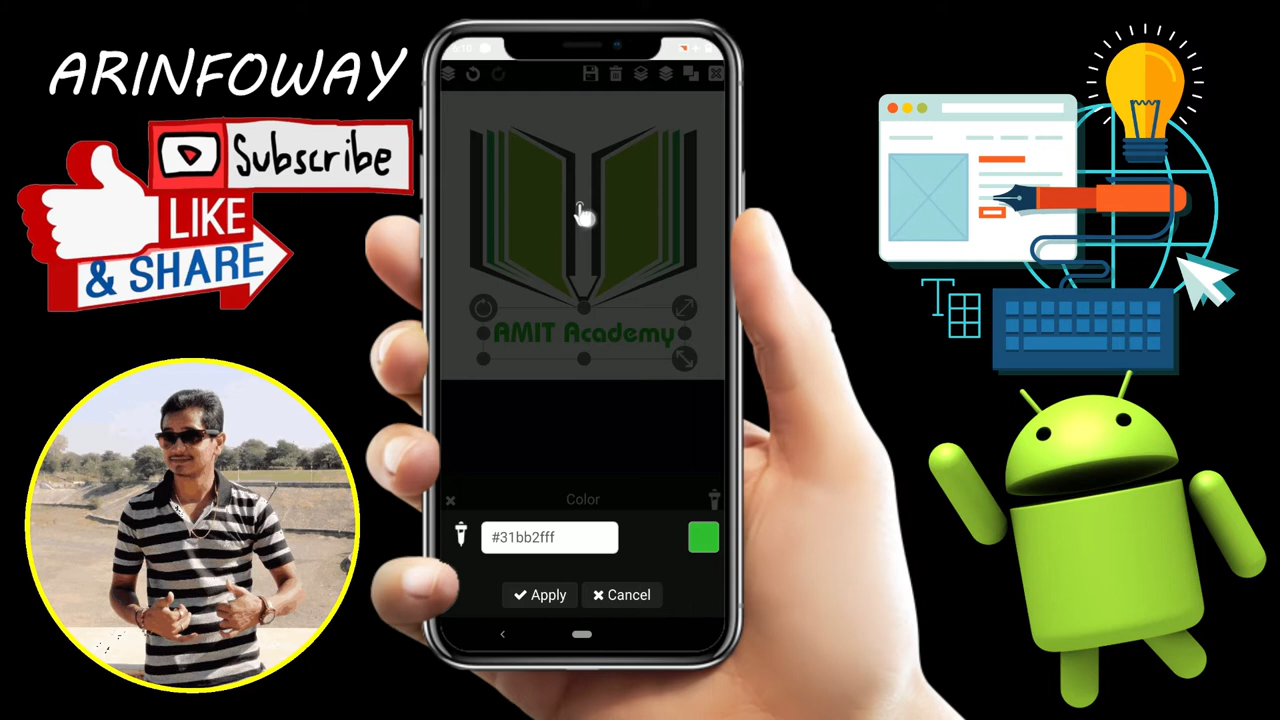 ARINFOWAY
Subscribe
LIKE
& SHARE
AMIT Academy
Color
#31bb2fff
Apply
Cancel
T